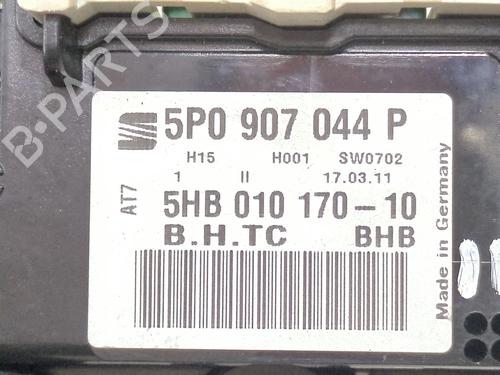 5P0 907 044 P
H15 H001 SW0702
1 II 17.03.11
AT7
5HB 010 170-10
B.H.TC BHB
Made in Germany
B-PARTS